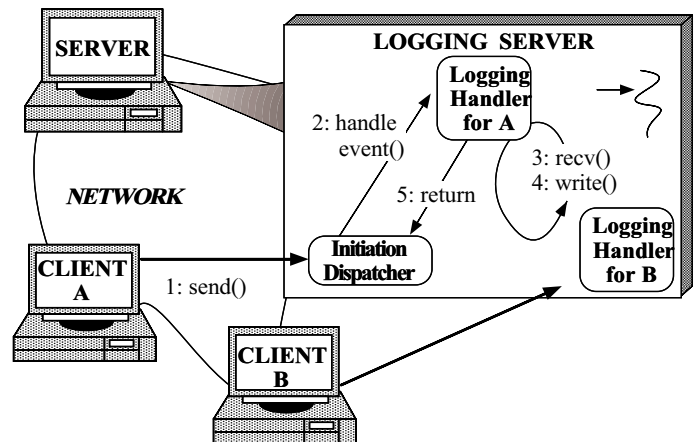 SERVER
LOGGING SERVER
Logging
Handler
for A
2: handle
event()
3: recv()
4: write()
5: return
NETWORK
Logging
Handler
for B
Initiation
Dispatcher
CLIENT
A
1: send()
CLIENT
B